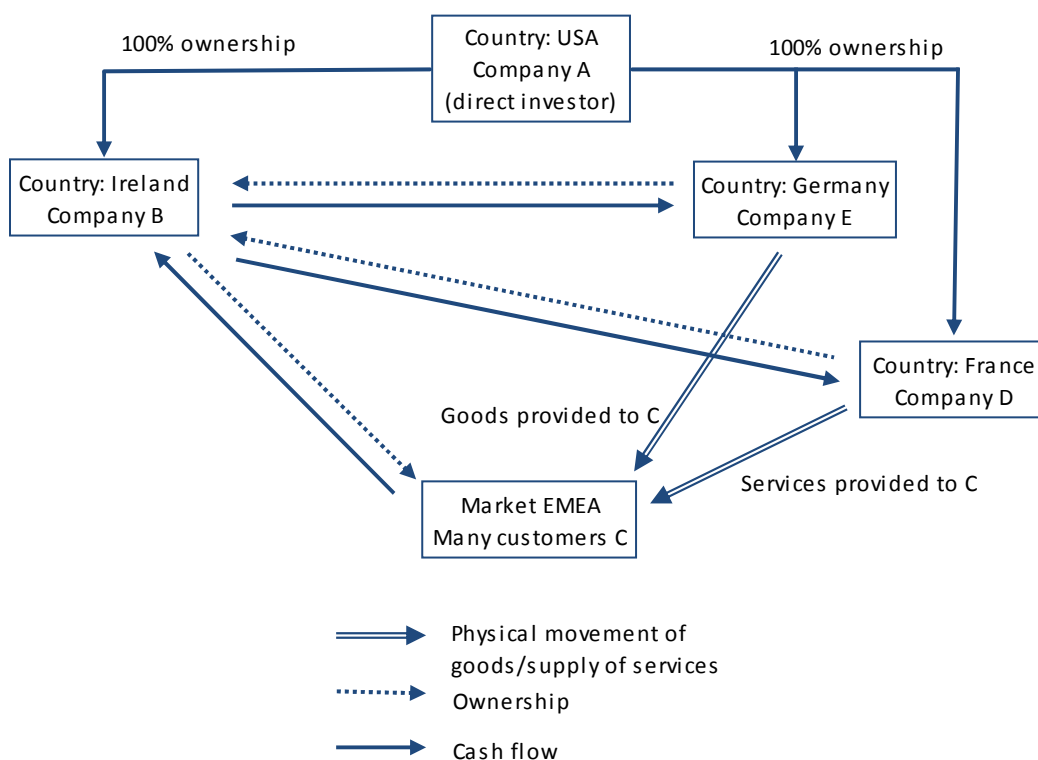 100% ownership
Country: USA
Company A
(direct investor)
100% ownership
Country: Ireland
Company B
Country: Germany
Company E
Country: France
Company D
Goods provided to C
Services provided to C
Market EMEA
Many customers C
Physical movement of
goods/supply of services
Ownership
Cash flow